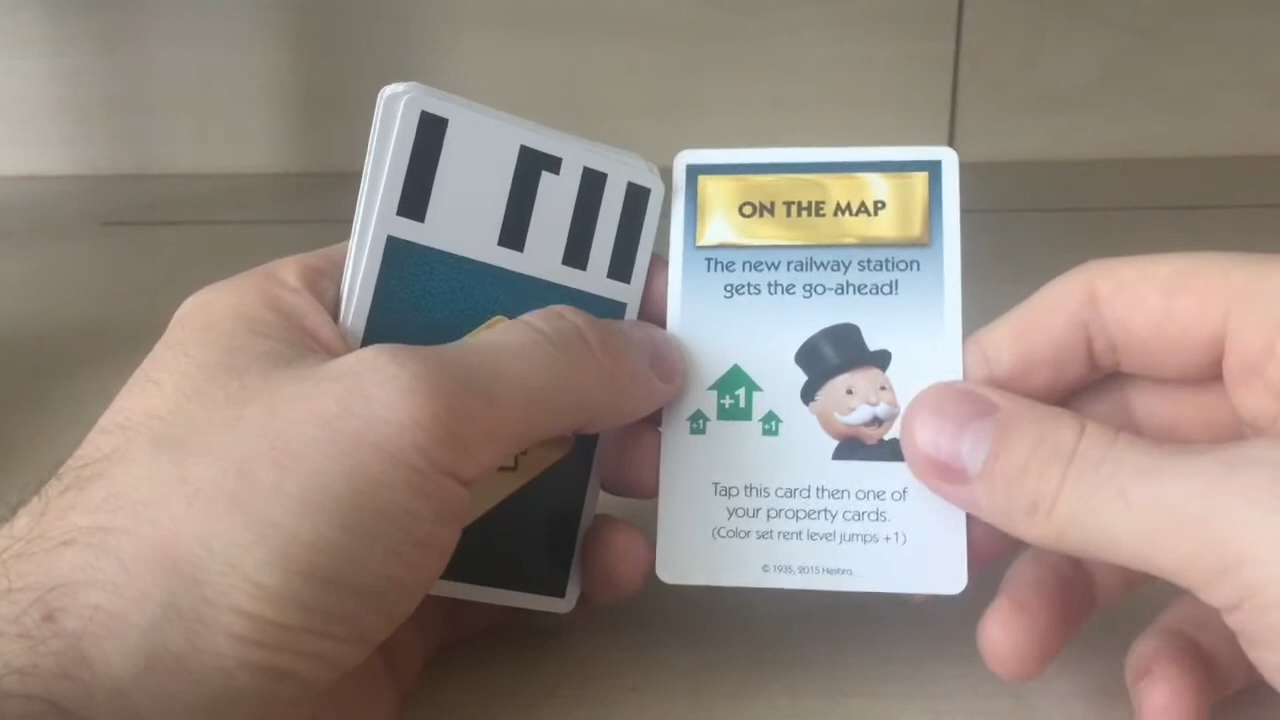 ON THE MAP
The new railway station
gets the go-ahead!
+1
+1 +1
Tap this card then one of
your property cards.
(Color set rent level jumps +1)
© 1935, 2015 Hasbro.